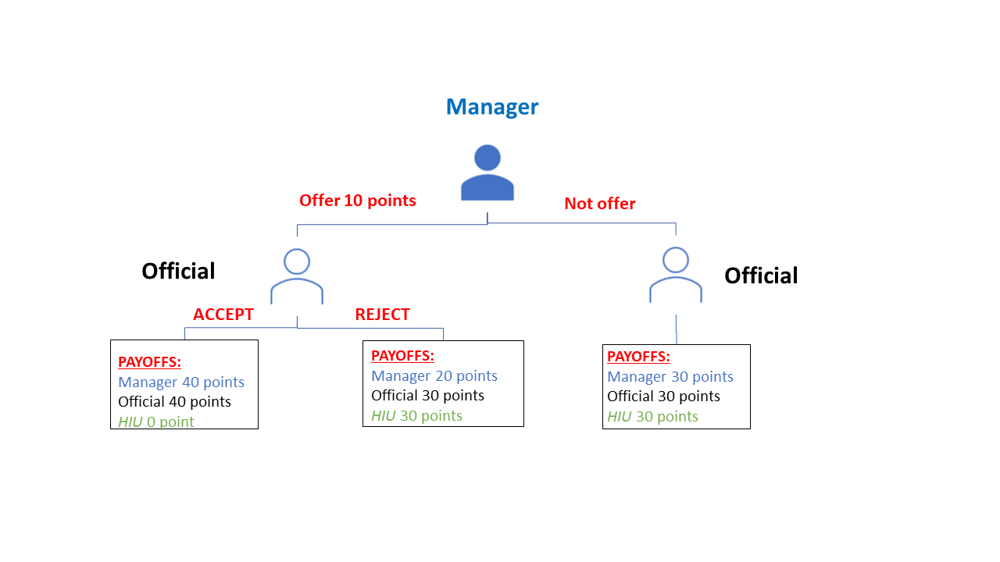 Manager
Offer 10 points
Not offer
Official
Official
ACCEPT
REJECT
PAYOFFS:
Manager 40 points
Official 40 points
HIU 0 point
PAYOFFS:
Manager 20 points
Official 30 points
HIU 30 points
PAYOFFS:
Manager 30 points
Official 30 points
HIU 30 points